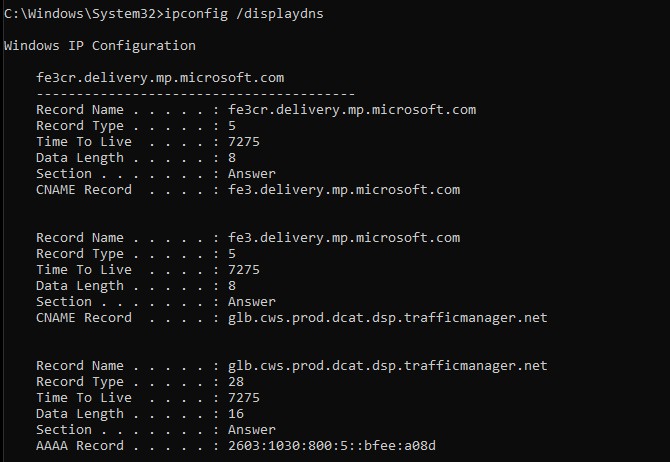 C:\Windows\System32>ipconfig /displaydns
Windows IP Configuration
fe3cr.delivery.mp.microsoft.com
----------------------------------------
Record Name . . . . . : fe3cr.delivery.mp.microsoft.com
Record Type . . . . . : 5
Time To Live  . . . . : 7275
Data Length . . . . . : 8
Section . . . . . . . : Answer
CNAME Record  . . . . : fe3.delivery.mp.microsoft.com
Record Name . . . . . : fe3.delivery.mp.microsoft.com
Record Type . . . . . : 5
Time To Live  . . . . : 7275
Data Length . . . . . : 8
Section . . . . . . . : Answer
CNAME Record  . . . . : glb.cws.prod.dcat.dsp.trafficmanager.net
Record Name . . . . . : glb.cws.prod.dcat.dsp.trafficmanager.net
Record Type . . . . . : 28
Time To Live  . . . . : 7275
Data Length . . . . . : 16
Section . . . . . . . : Answer
AAAA Record . . . . . : 2603:1030:800:5::bfee:a08d